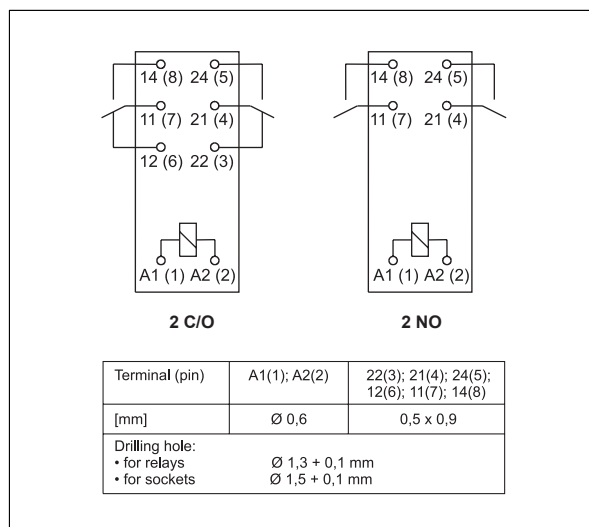 14 (8) 24 (5)
11 (7) 21 (4)
12 (6) 22 (3)
A1 (1) A2 (2)
2 C/O
14 (8) 24 (5)
11 (7) 21 (4)
A1 (1) A2 (2)
2 NO
Terminal (pin) A1(1); A2(2) 22(3); 21(4); 24(5);
12(6); 11(7); 14(8)
[mm] Ø 0,6 0,5 x 0,9
Drilling hole:
• for relays Ø 1,3 + 0,1 mm
• for sockets Ø 1,5 + 0,1 mm